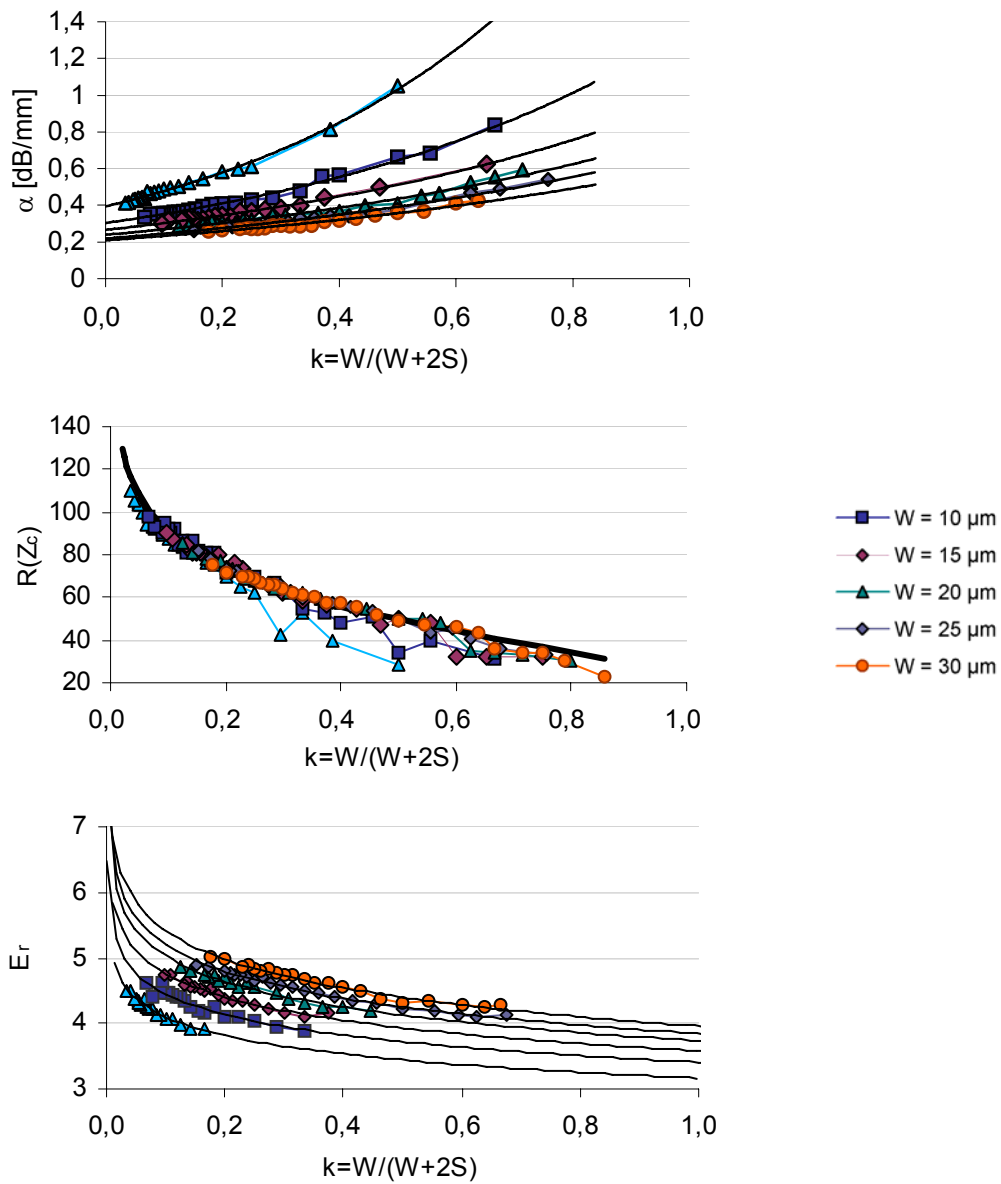 1,4
1,2
1
0,8
0,6
0,4
0,2
0
α [dB/mm]
0,0 0,2 0,4 0,6 0,8 1,0
k=W/(W+2S)
140
120
100
80
60
40
20
R(Zc)
0,0 0,2 0,4 0,6 0,8 1,0
k=W/(W+2S)
W = 10 µm
W = 15 µm
W = 20 µm
W = 25 µm
W = 30 µm
7
6
5
4
3
Er
0,0 0,2 0,4 0,6 0,8 1,0
k=W/(W+2S)